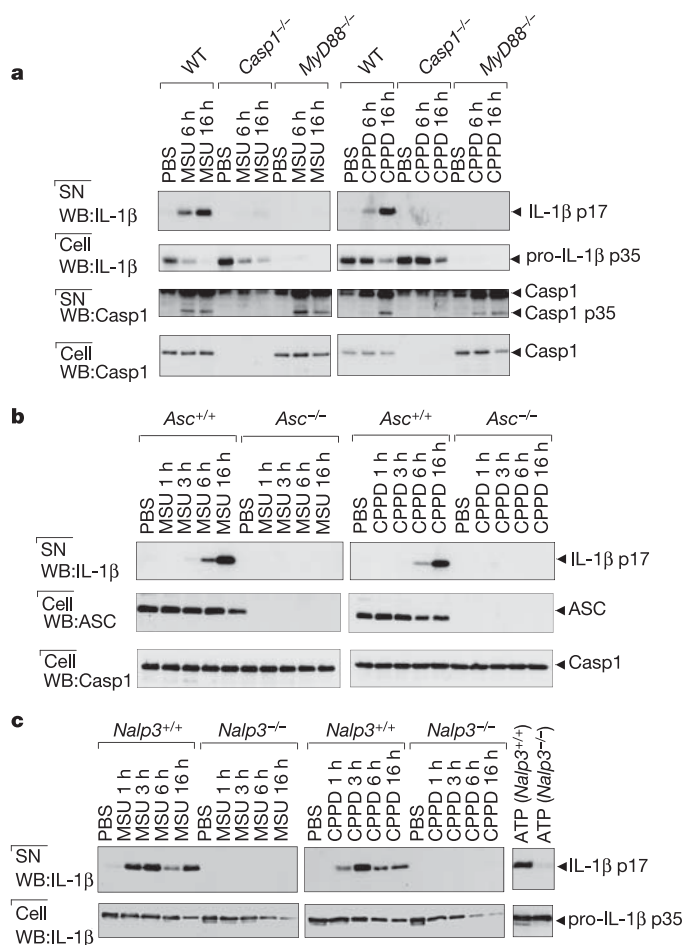 a
WT Casp1−/− MyD88−/− WT Casp1−/− MyD88−/−
PBS MSU 6 h MSU 16 h PBS MSU 6 h MSU 16 h PBS MSU 6 h MSU 16 h PBS CPPD 6 h CPPD 16 h PBS CPPD 6 h CPPD 16 h PBS CPPD 6 h CPPD 16 h
SN
WB:IL-1β IL-1β p17
Cell
WB:IL-1β pro-IL-1β p35
SN Casp1
WB:Casp1 Casp1 p35
Cell Casp1
WB:Casp1
b
Asc+/+ Asc−/− Asc+/+ Asc−/−
PBS MSU 1 h MSU 3 h MSU 6 h MSU 16 h PBS MSU 1 h MSU 3 h MSU 6 h MSU 16 h PBS CPPD 1 h CPPD 3 h CPPD 6 h CPPD 16 h PBS CPPD 1 h CPPD 3 h CPPD 6 h CPPD 16 h
SN
WB:IL-1β IL-1β p17
Cell ASC
WB:ASC
Cell Casp1
WB:Casp1
c
Nalp3+/+ Nalp3−/− Nalp3+/+ Nalp3−/−
PBS MSU 1 h MSU 3 h MSU 6 h MSU 16 h PBS MSU 1 h MSU 3 h MSU 6 h MSU 16 h PBS CPPD 1 h CPPD 3 h CPPD 6 h CPPD 16 h PBS CPPD 1 h CPPD 3 h CPPD 6 h CPPD 16 h ATP (Nalp3+/+) ATP (Nalp3−/−)
SN IL-1β p17
WB:IL-1β
Cell pro-IL-1β p35
WB:IL-1β